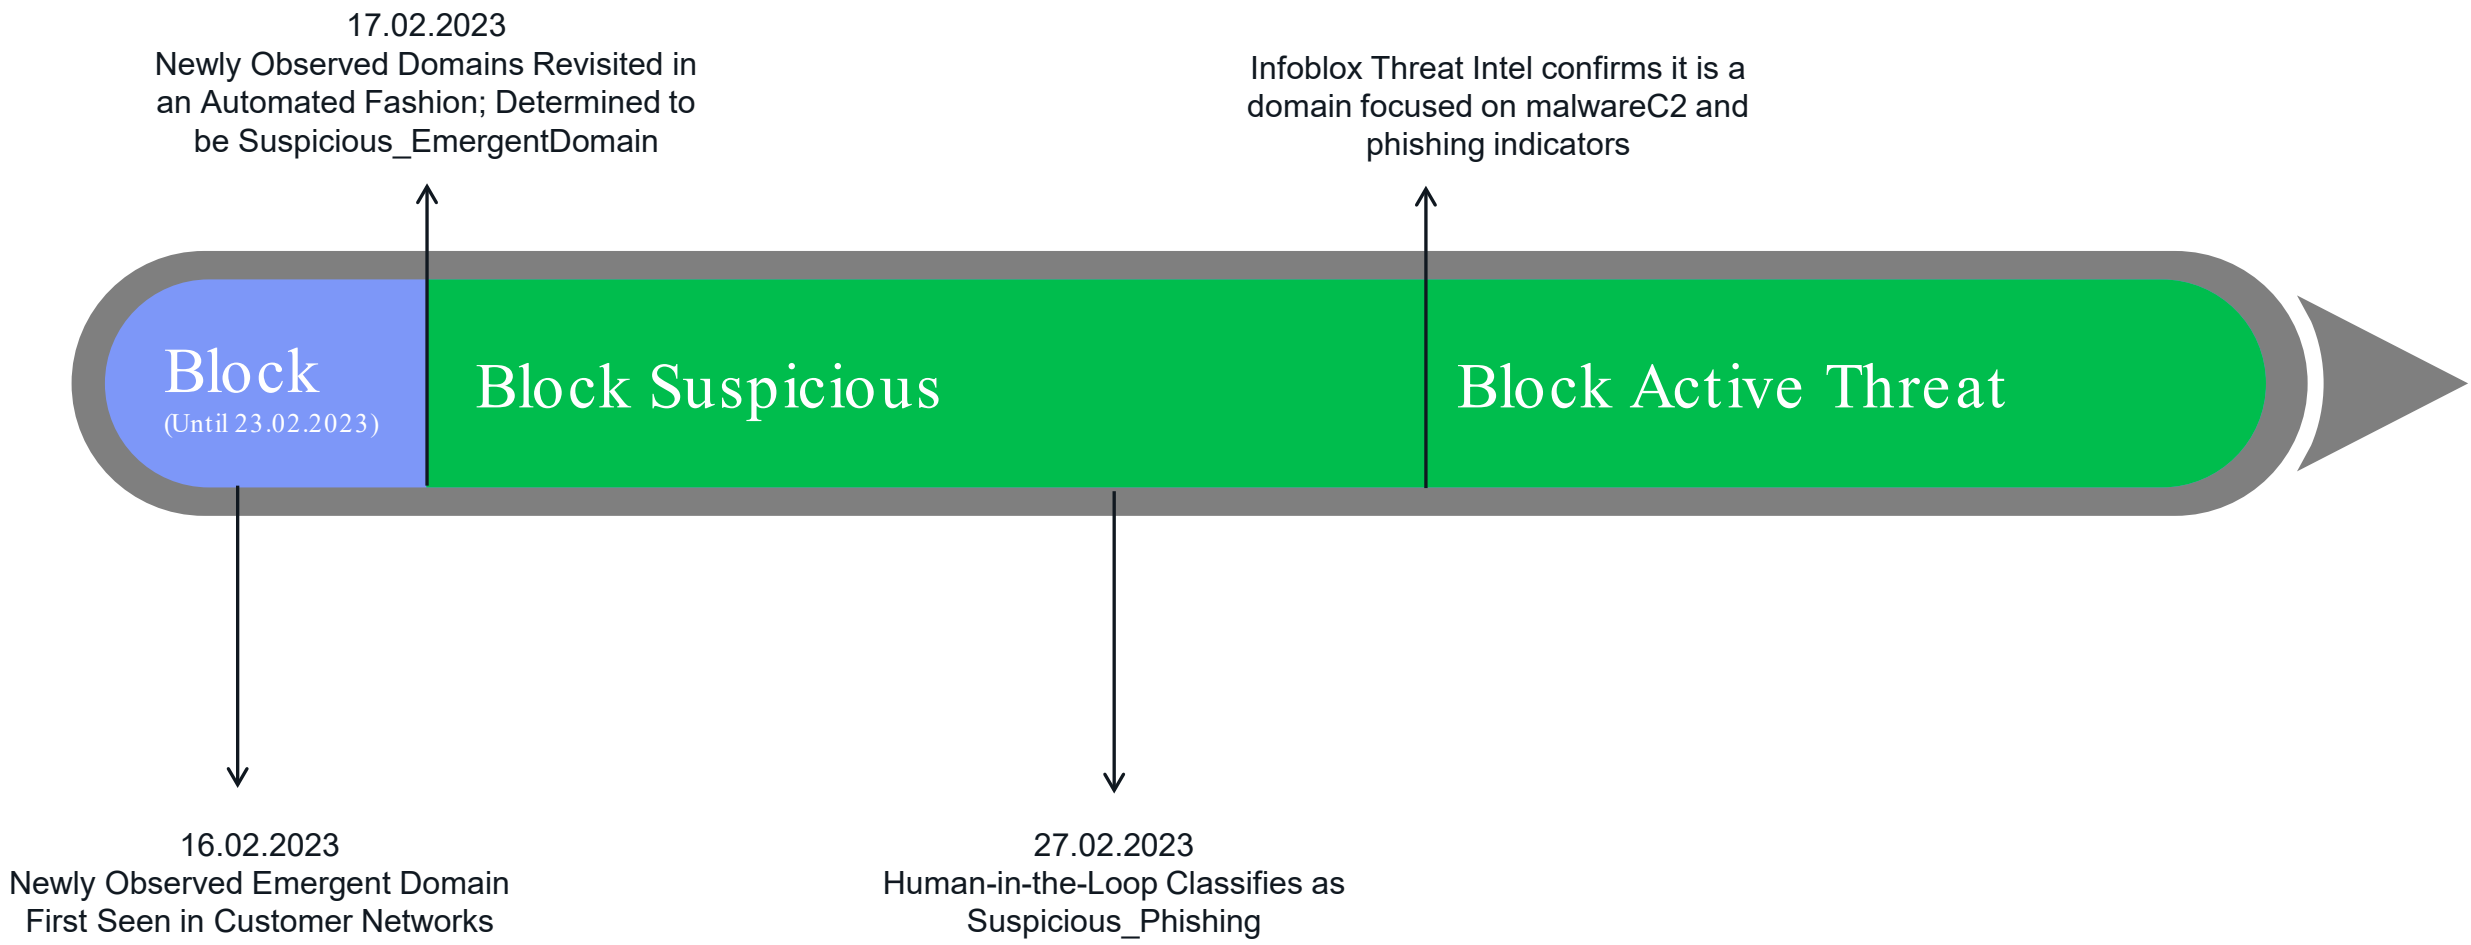 17.02.2023
Newly Observed Domains Revisited in
an Automated Fashion; Determined to
be Suspicious_EmergentDomain
Infoblox Threat Intel confirms it is a
domain focused on malwareC2 and
phishing indicators
Block
(Until 23.02.2023)
Block Suspicious
Block Active Threat
16.02.2023
Newly Observed Emergent Domain
First Seen in Customer Networks
27.02.2023
Human-in-the-Loop Classifies as
Suspicious_Phishing